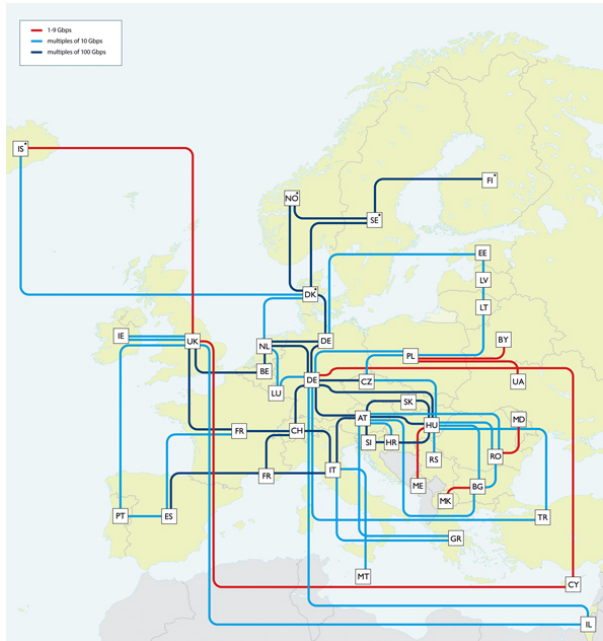 1-9 Gbps
multiples of 10 Gbps
multiples of 100 Gbps
IS*
FI*
NO*
SE*
EE
LV
DK*
LT
IE
UK
NL
DE
BY
PL
BE
DE
CZ
UA
LU
SK
AT
MD
FR
CH
HU
SI
HR
RO
RS
FR
IT
ME
BG
MK
PT
ES
TR
GR
MT
CY
IL